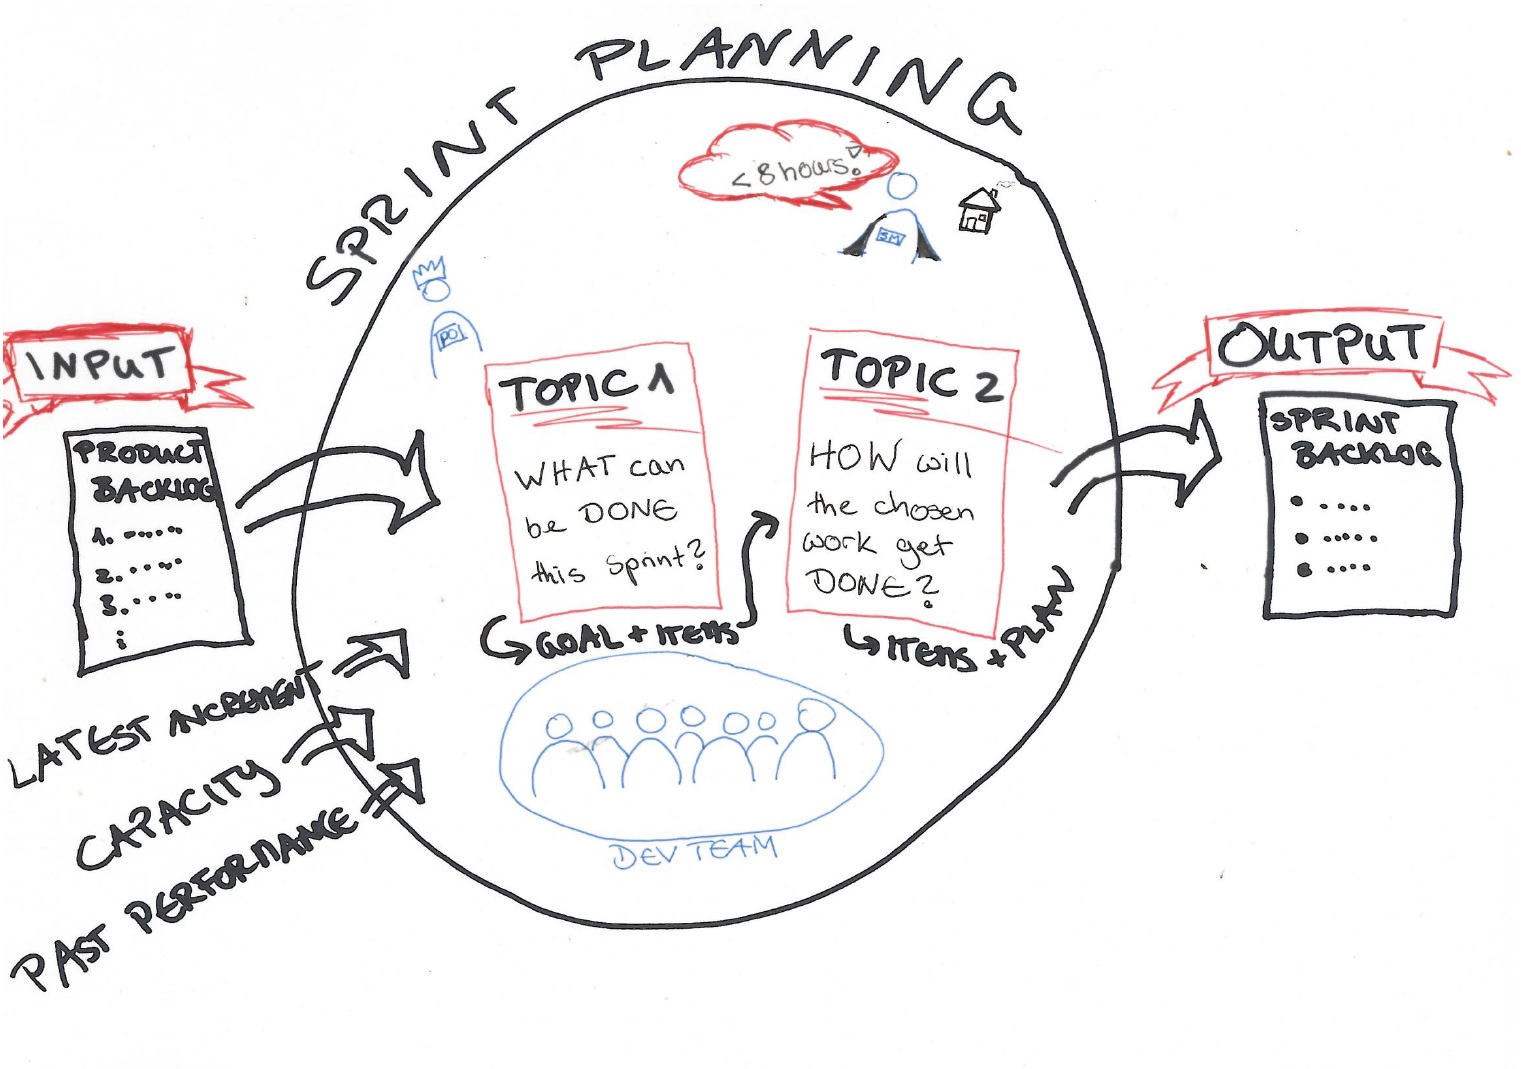 SPRINT PLANNING
< 8 hours!
SM
PO
INPUT
PRODUCT
BACKLOG
1. ......
2. .....
3. .....
LATEST INCREMENT
CAPACITY
PAST PERFORMANCE
TOPIC 1
WHAT can
be DONE
this sprint?
GOAL + ITEMS
TOPIC 2
HOW will
the chosen
work get
DONE?
ITEMS + PLAN
DEV TEAM
OUTPUT
SPRINT
BACKLOG
• ....
• .....
• ....